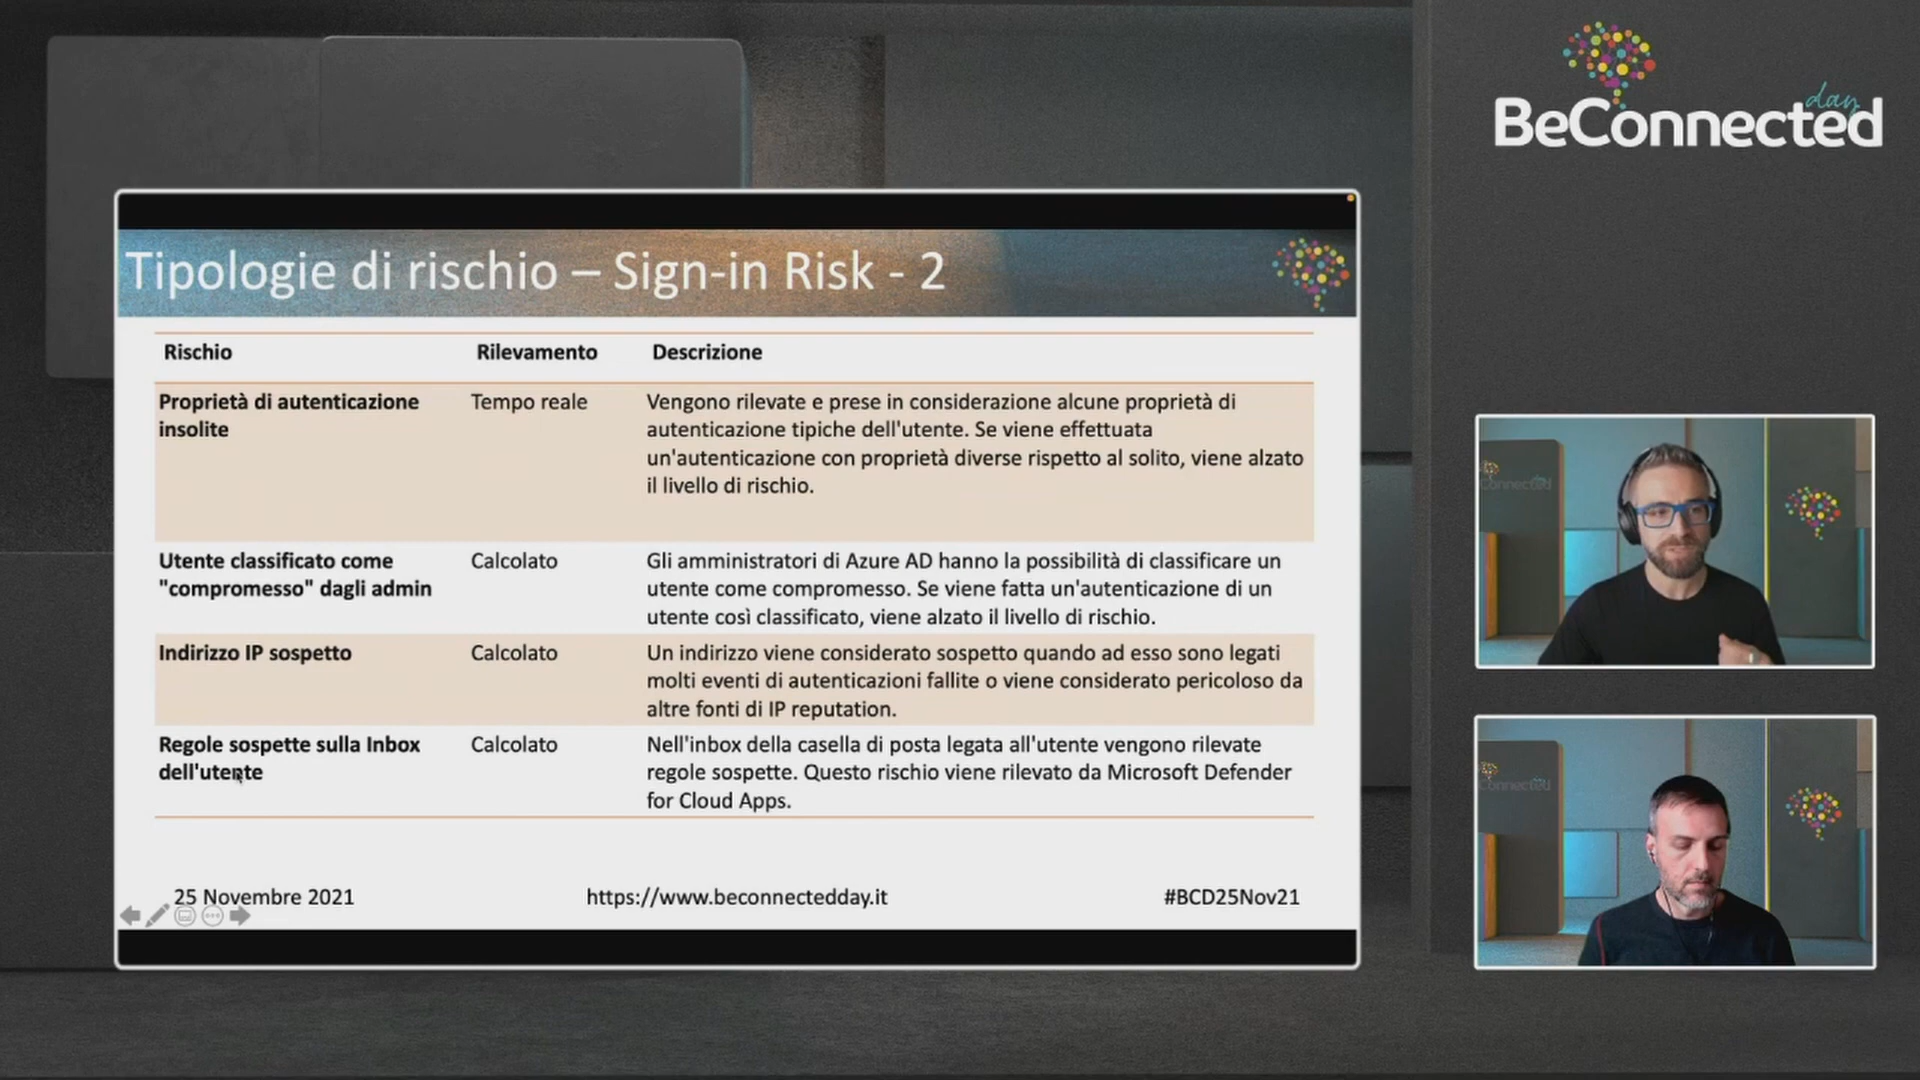 day
BeConnected
Tipologie di rischio – Sign-in Risk - 2
Rischio Rilevamento Descrizione
Proprietà di autenticazione insolite
Tempo reale
Vengono rilevate e prese in considerazione alcune proprietà di
autenticazione tipiche dell'utente. Se viene effettuata
un'autenticazione con proprietà diverse rispetto al solito, viene alzato
il livello di rischio.
Utente classificato come
"compromesso" dagli admin
Calcolato
Gli amministratori di Azure AD hanno la possibilità di classificare un
utente come compromesso. Se viene fatta un'autenticazione di un
utente così classificato, viene alzato il livello di rischio.
Indirizzo IP sospetto
Calcolato
Un indirizzo viene considerato sospetto quando ad esso sono legati
molti eventi di autenticazioni fallite o viene considerato pericoloso da
altre fonti di IP reputation.
Regole sospette sulla Inbox
dell'utente
Calcolato
Nell'inbox della casella di posta legata all'utente vengono rilevate
regole sospette. Questo rischio viene rilevato da Microsoft Defender
for Cloud Apps.
25 Novembre 2021 https://www.beconnectedday.it #BCD25Nov21
Connected
Connected